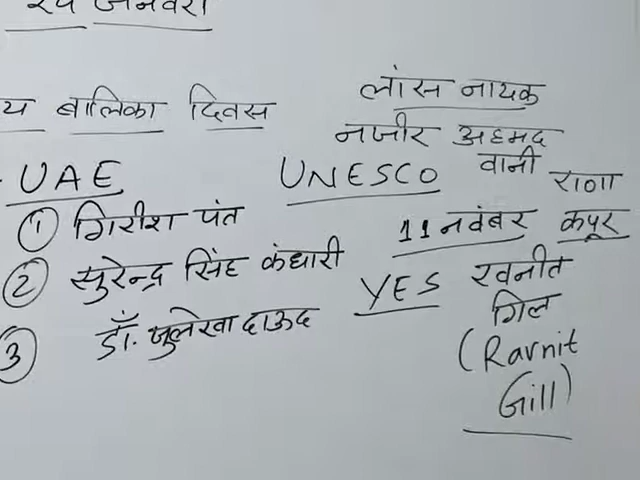 जनवरी
य बालिका दिवस
लांस नायक
नजीर अहमद
वानी
UAE
UNESCO
राणा
कपूर
① गिरीश पंत
11 नवंबर
② सुरेन्द्र सिंह कंधारी
YES रवनीत
गिल
③ डॉ. जुलेखा दाऊद
(Ravnit
Gill)